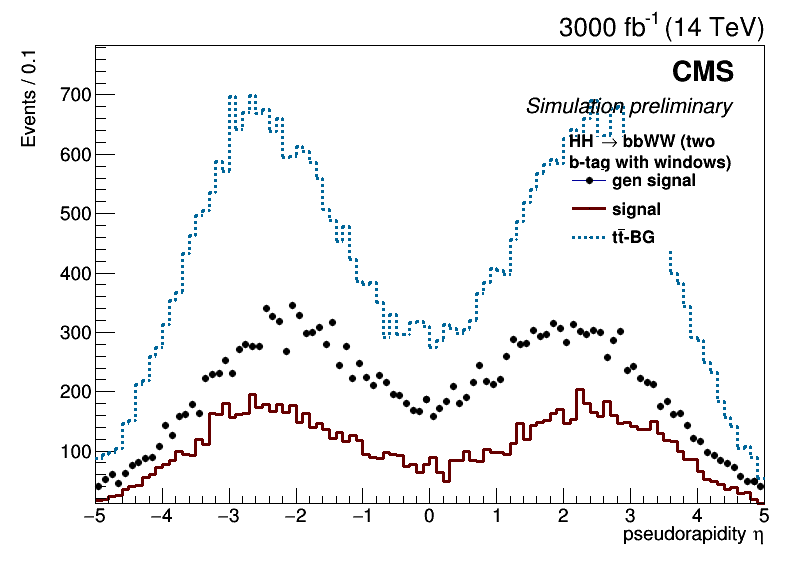 3000 fb⁻¹ (14 TeV)
Events / 0.1
CMS
Simulation preliminary
HH → bbWW (two
b-tag with windows)
gen signal
signal
tt̄-BG
700
600
500
400
300
200
100
−5 −4 −3 −2 −1 0 1 2 3 4 5
pseudorapidity η